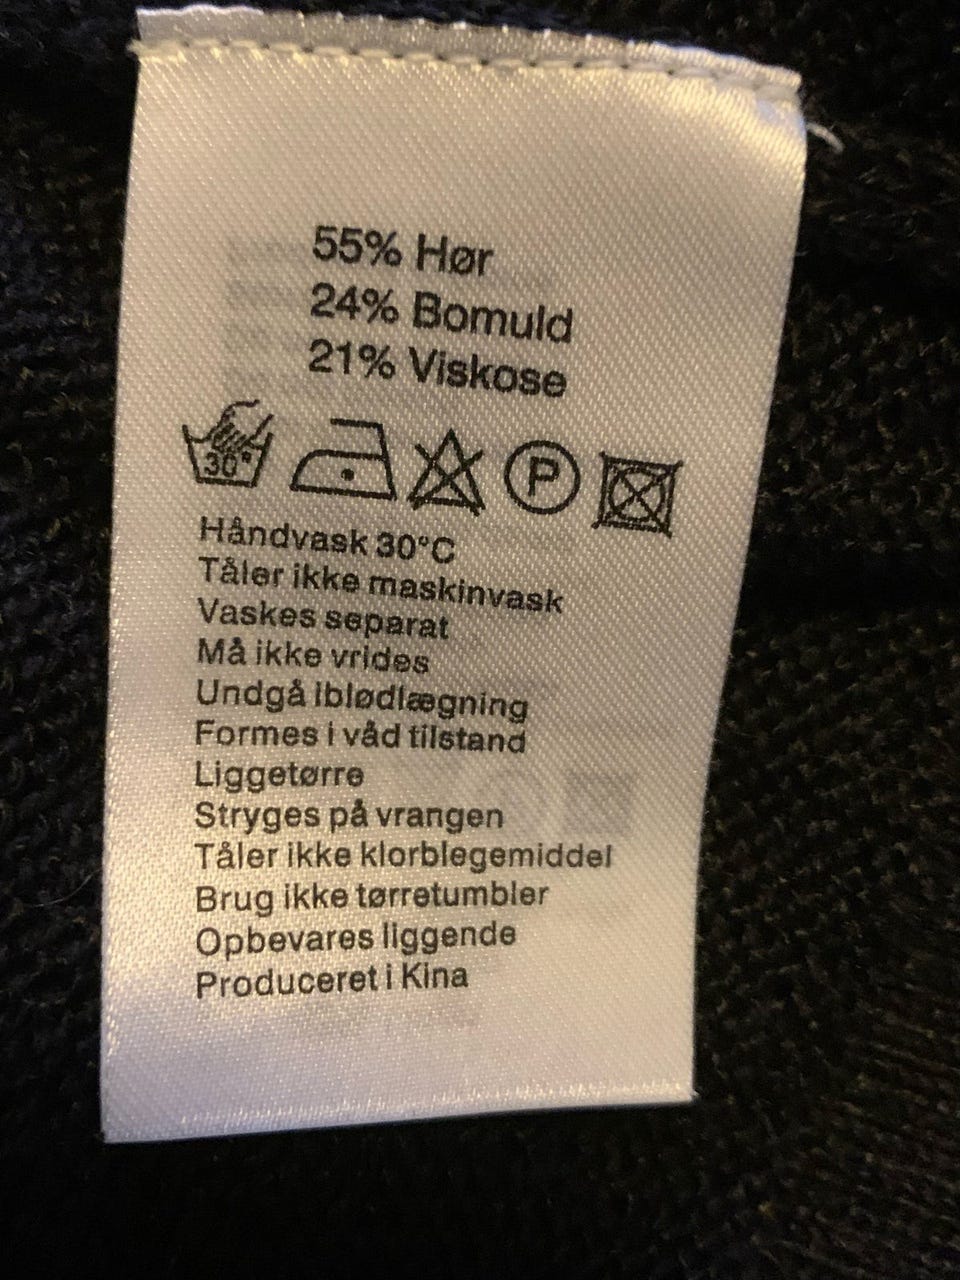 55% Hør
24% Bomuld
21% Viskose
30° P
Håndvask 30°C
Tåler ikke maskinvask
Vaskes separat
Må ikke vrides
Undgå iblødlægning
Formes i våd tilstand
Liggetørre
Stryges på vrangen
Tåler ikke klorblegemiddel
Brug ikke tørretumbler
Opbevares liggende
Produceret i Kina